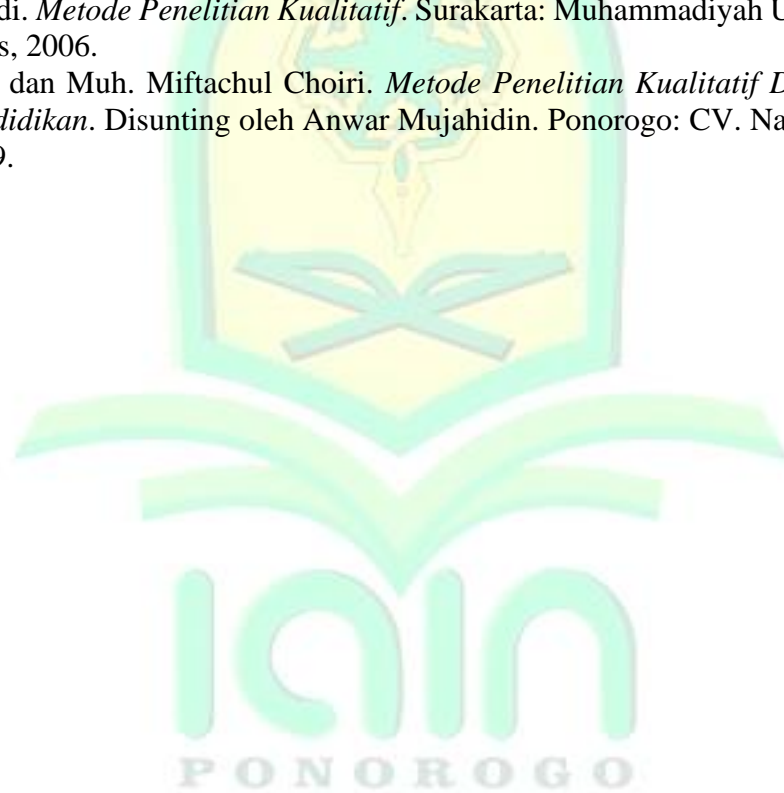 di. Metode Penelitian Kualitatif. Surakarta: Muhammadiyah U
s, 2006.
dan Muh. Miftachul Choiri. Metode Penelitian Kualitatif D
didikan. Disunting oleh Anwar Mujahidin. Ponorogo: CV. Na
9.
iain
PONOROGO